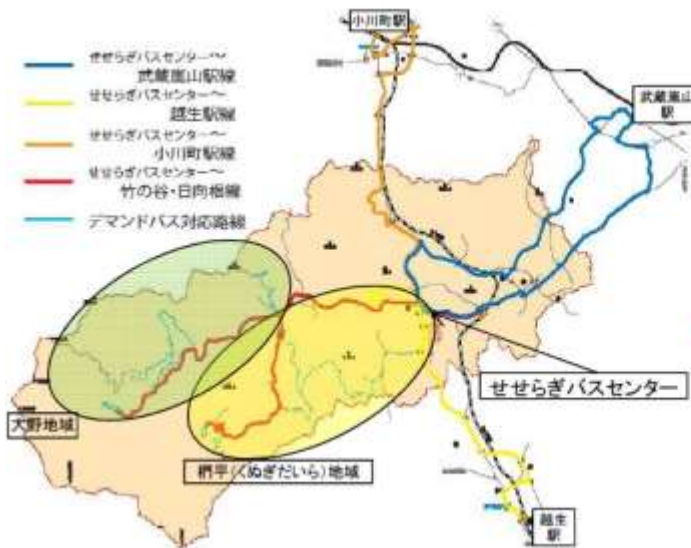 小川町駅
武蔵嵐山
駅
せせらぎバスセンター～
武蔵嵐山駅線
せせらぎバスセンター～
越生駅線
せせらぎバスセンター～
小川町駅線
せせらぎバスセンター～
竹の谷・日向根線
デマンドバス対応路線
せせらぎバスセンター
大野地域
椚平(くぬぎだいら)地域
越生
駅